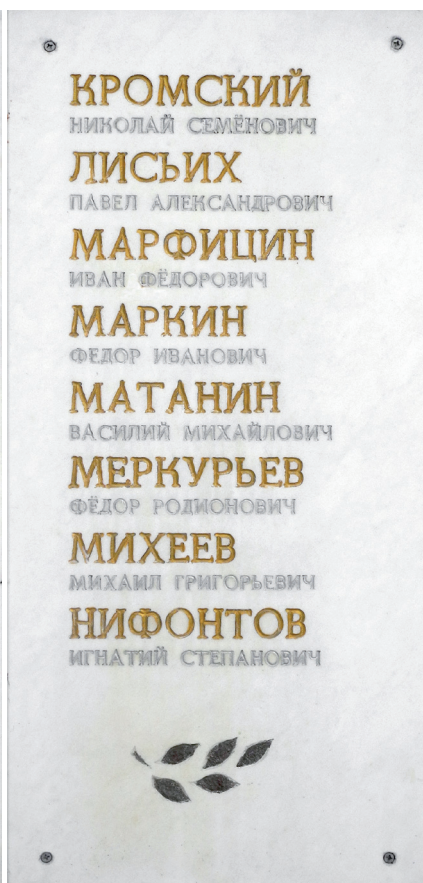 КРОМСКИЙ
НИКОЛАЙ СЕМЁНОВИЧ
ЛИСЬИХ
ПАВЕЛ АЛЕКСАНДРОВИЧ
МАРФИЦИН
ИВАН ФЁДОРОВИЧ
МАРКИН
ФЕДОР ИВАНОВИЧ
МАТАНИН
ВАСИЛИЙ МИХАЙЛОВИЧ
МЕРКУРЬЕВ
ФЁДОР РОДИОНОВИЧ
МИХЕЕВ
МИХАИЛ ГРИГОРЬЕВИЧ
НИФОНТОВ
ИГНАТИЙ СТЕПАНОВИЧ